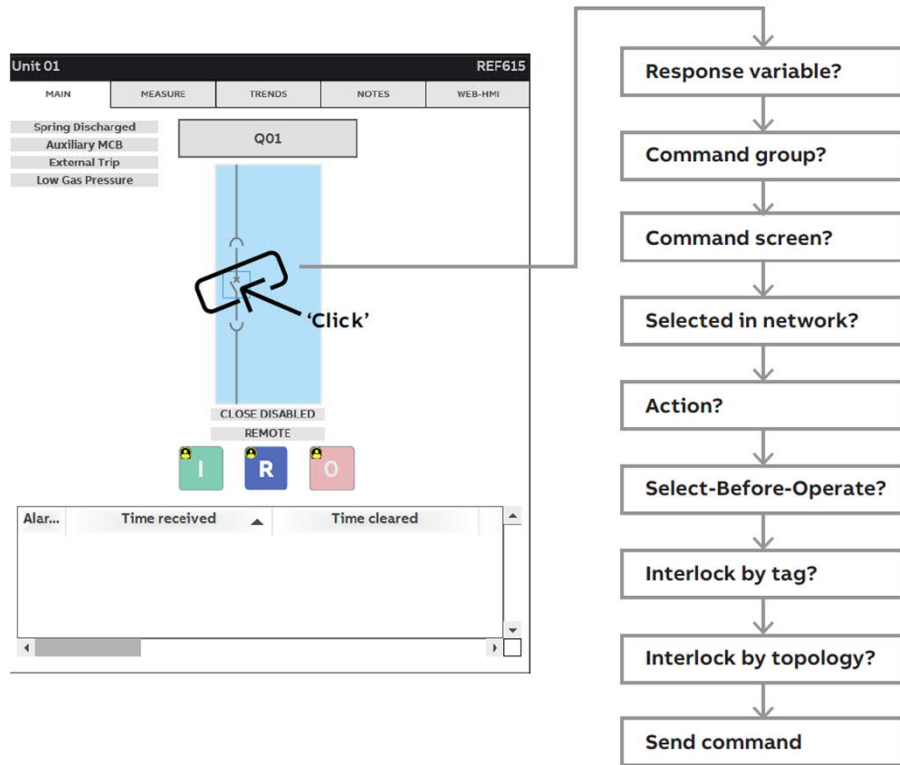 Unit 01 REF615
MAIN MEASURE TRENDS NOTES WEB-HMI
Spring Discharged
Auxiliary MCB
External Trip
Low Gas Pressure
Q01
'Click'
CLOSE DISABLED
REMOTE
I R O
Alar... Time received Time cleared
Response variable?
Command group?
Command screen?
Selected in network?
Action?
Select-Before-Operate?
Interlock by tag?
Interlock by topology?
Send command